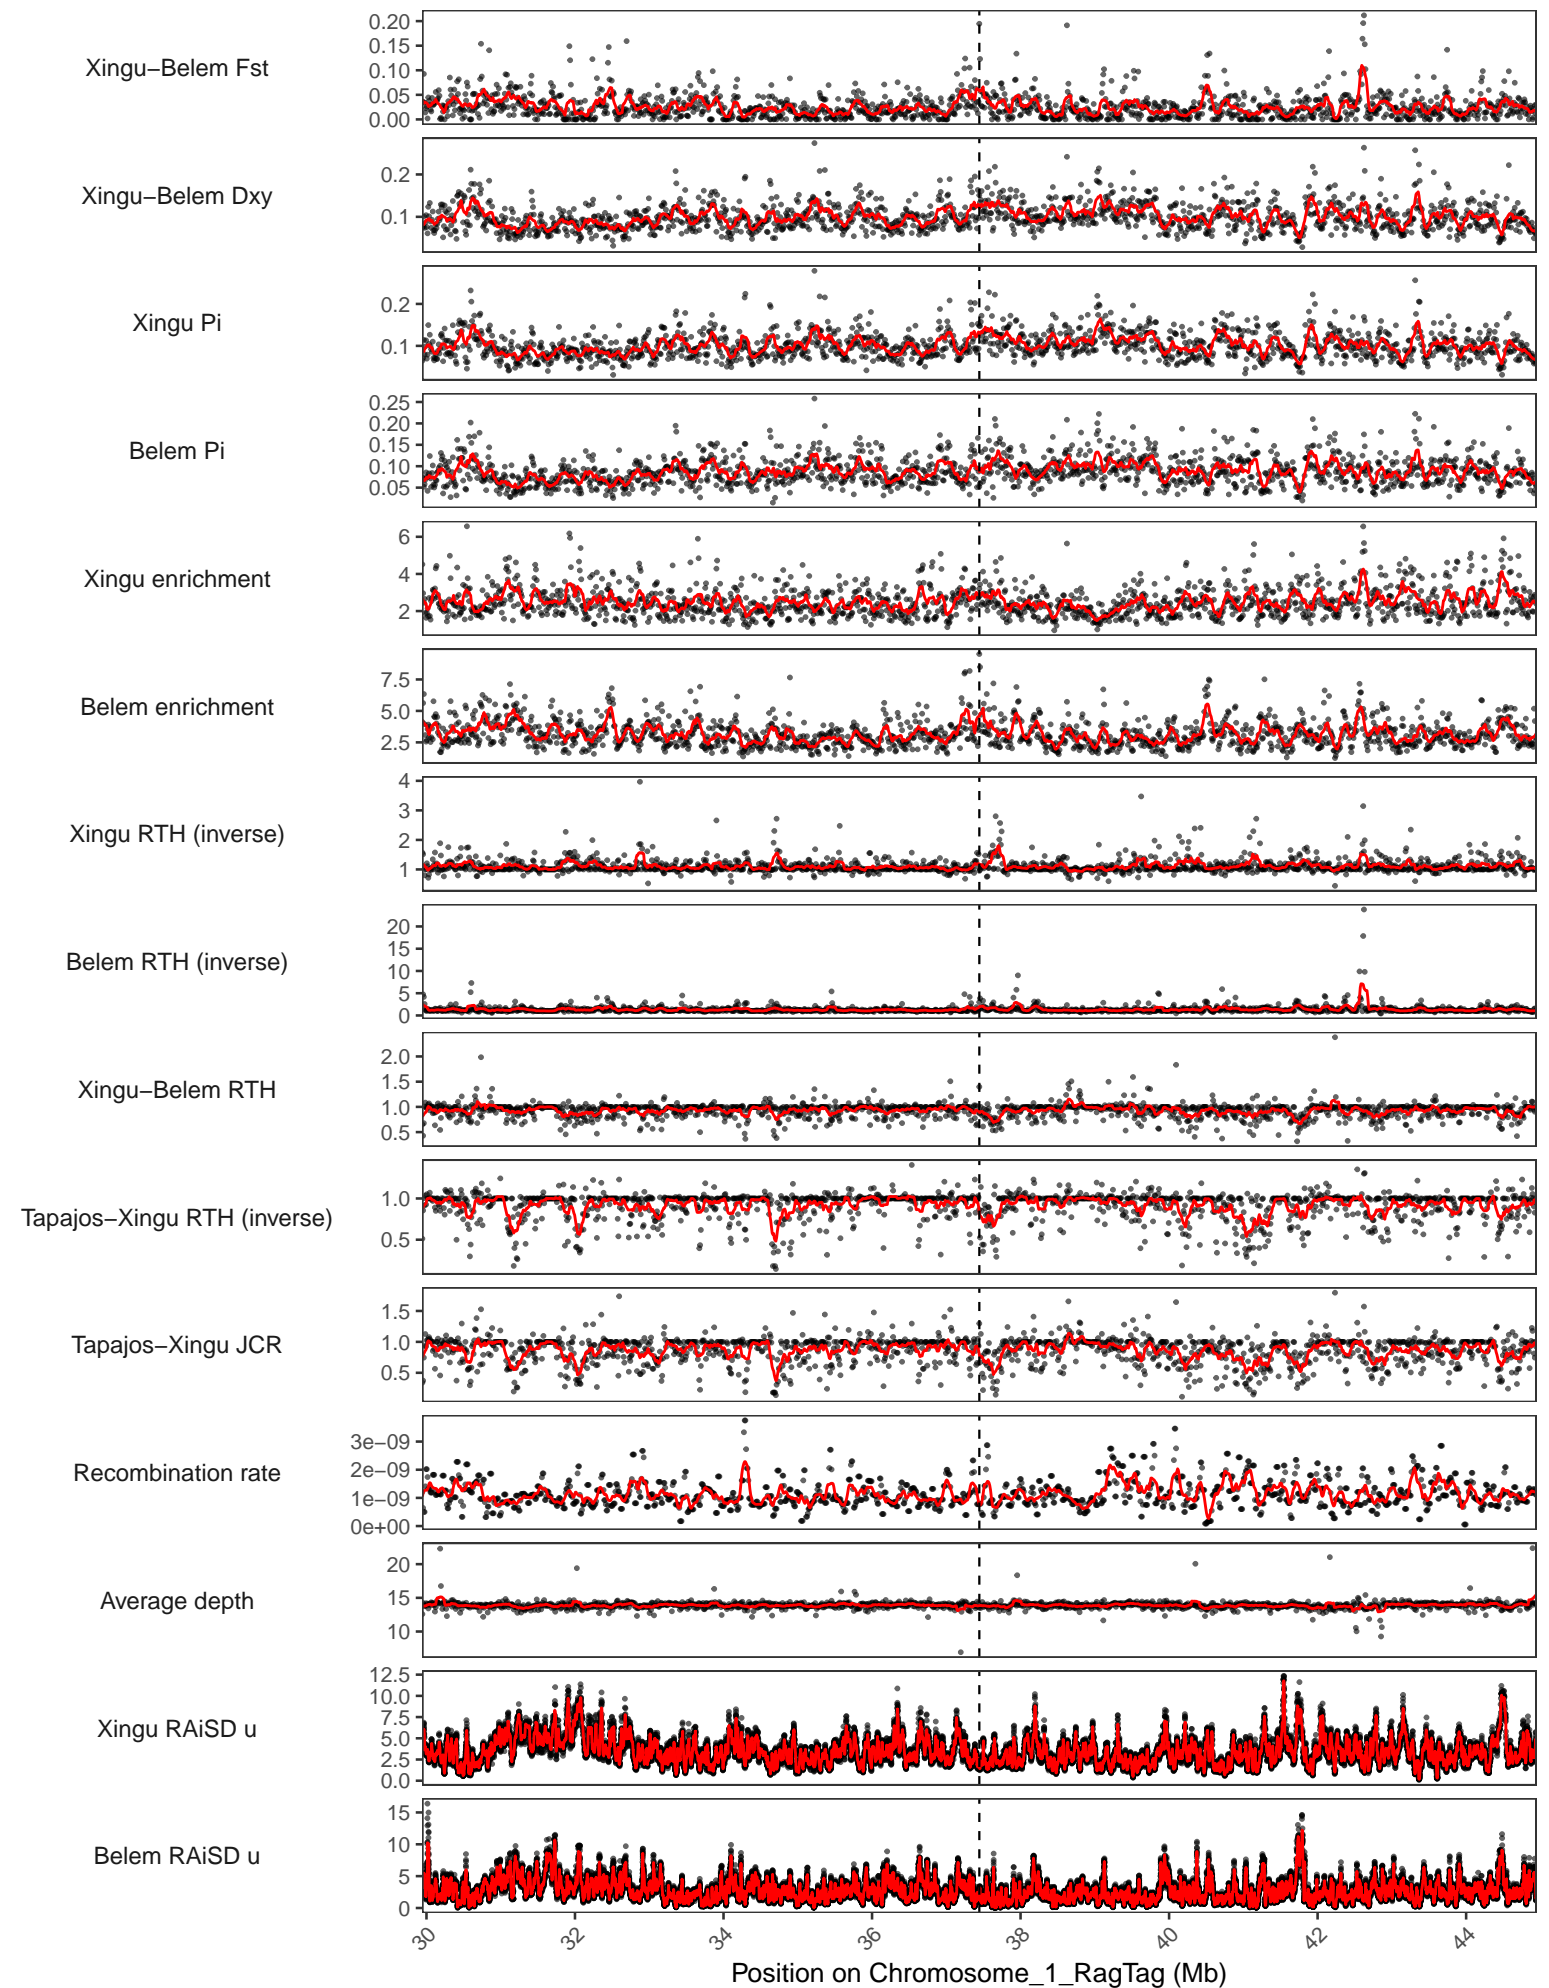 Xingu−Belem Fst
0.20
0.15
0.10
0.05
0.00
Xingu−Belem Dxy
0.2
0.1
Xingu Pi
0.2
0.1
Belem Pi
0.25
0.20
0.15
0.10
0.05
Xingu enrichment
6
4
2
Belem enrichment
7.5
5.0
2.5
Xingu RTH (inverse)
4
3
2
1
Belem RTH (inverse)
20
15
10
5
0
Xingu−Belem RTH
2.0
1.5
1.0
0.5
Tapajos−Xingu RTH (inverse)
1.0
0.5
Tapajos−Xingu JCR
1.5
1.0
0.5
Recombination rate
3e−09
2e−09
1e−09
0e+00
Average depth
20
15
10
Xingu RAiSD u
12.5
10.0
7.5
5.0
2.5
0.0
Belem RAiSD u
15
10
5
0
30 32 34 36 38 40 42 44
Position on Chromosome_1_RagTag (Mb)